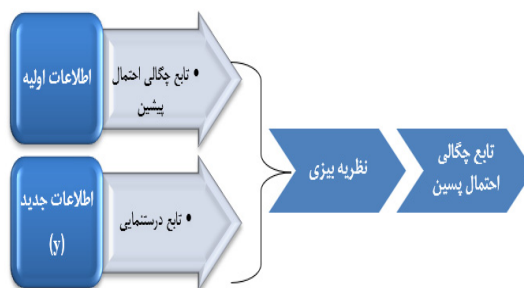 اطلاعات اولیه
• تابع چگالی احتمال
پیشین
اطلاعات جدید
(y)
• تابع درستنمایی
نظریه بیزی
تابع چگالی
احتمال پسین